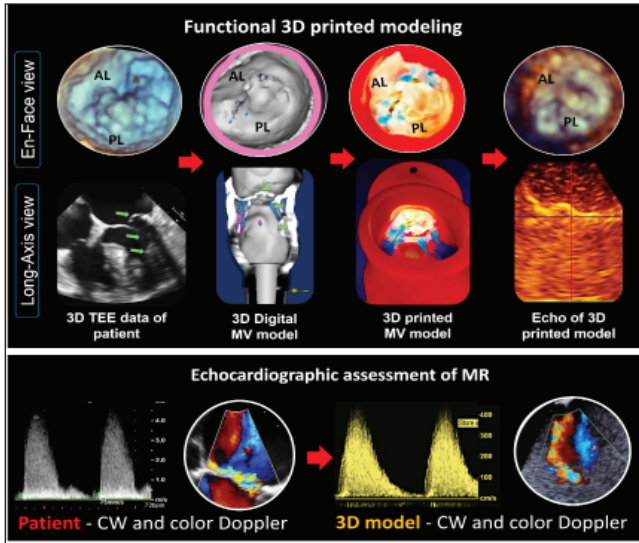 Functional 3D printed modeling
En-Face view
AL
PL
AL
PL
AL
PL
AL
PL
Long-Axis view
3D TEE data of
patient
3D Digital
MV model
3D printed
MV model
Echo of 3D
printed model
Echocardiographic assessment of MR
4.0
3.0
2.0
1.0
m/s
75mm/s
72bpm
400
300
200
100
cm/s
Patient - CW and color Doppler
3D model - CW and color Doppler